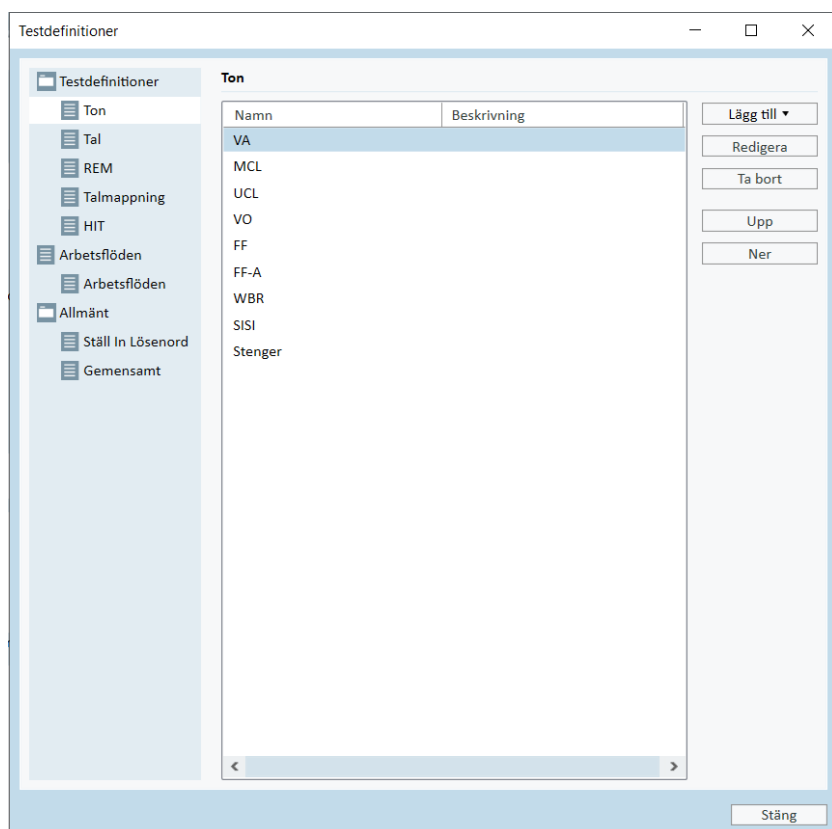 Testdefinitioner
Testdefinitioner
Ton
Tal
REM
Talmappning
HIT
Arbetsflöden
Arbetsflöden
Allmänt
Ställ In Lösenord
Gemensamt
Ton
Namn Beskrivning
VA
MCL
UCL
VO
FF
FF-A
WBR
SISI
Stenger
Lägg till
Redigera
Ta bort
Upp
Ner
Stäng